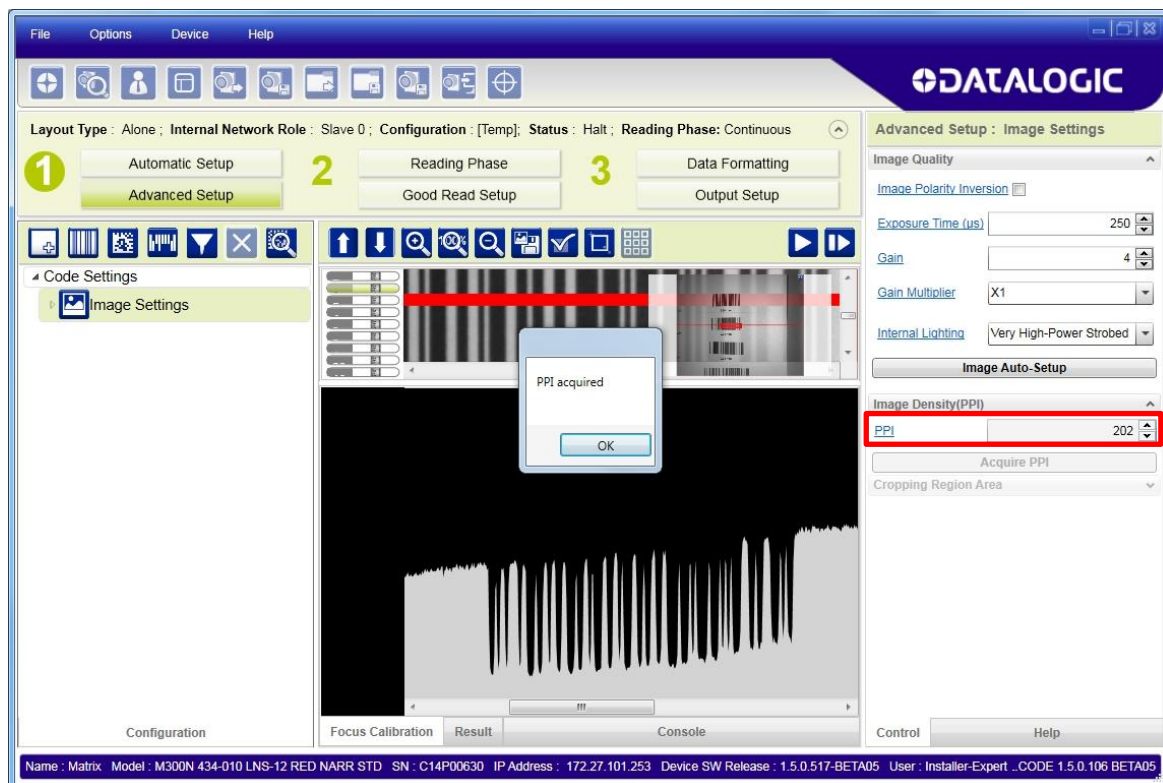 File Options Device Help
DATALOGIC
Layout Type : Alone ; Internal Network Role : Slave 0 ; Configuration : [Temp]; Status : Halt ; Reading Phase: Continuous
1 Automatic Setup 2 Reading Phase 3 Data Formatting
Advanced Setup Good Read Setup Output Setup
Code Settings
Image Settings
100%
PPI acquired
OK
Configuration
Focus Calibration Result Console
Advanced Setup : Image Settings
Image Quality
Image Polarity Inversion
Exposure Time (µs) 250
Gain 4
Gain Multiplier X1
Internal Lighting Very High-Power Strobed
Image Auto-Setup
Image Density(PPI)
PPI 202
Acquire PPI
Cropping Region Area
Control Help
Name : Matrix Model : M300N 434-010 LNS-12 RED NARR STD SN : C14P00630 IP Address : 172.27.101.253 Device SW Release : 1.5.0.517-BETA05 User : Installer-Expert ..CODE 1.5.0.106 BETA05